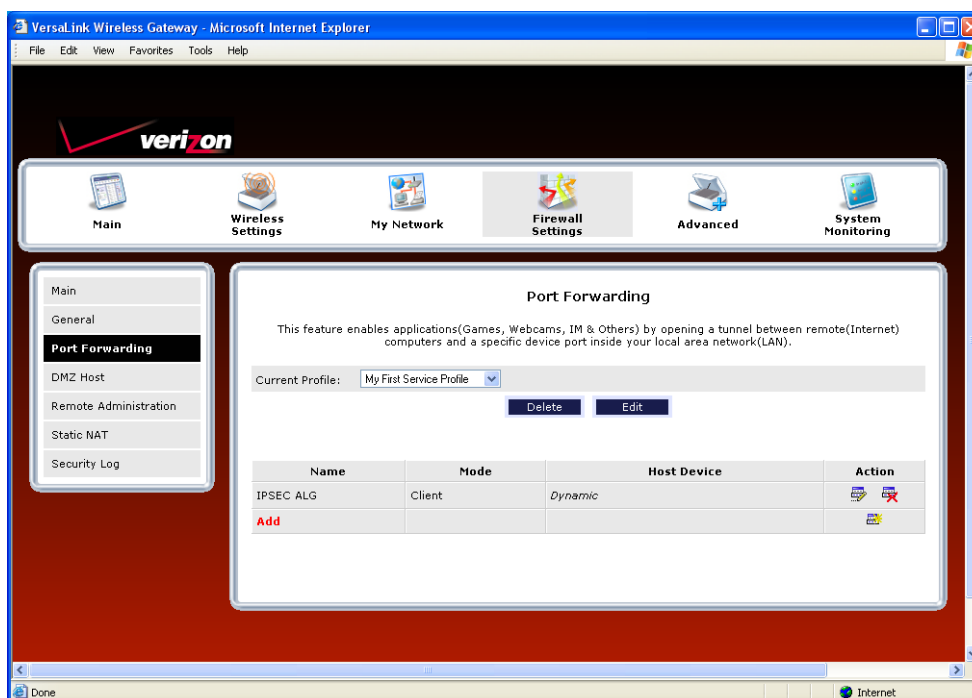 VersaLink Wireless Gateway - Microsoft Internet Explorer
File Edit View Favorites Tools Help
verizon
Main
Wireless Settings
My Network
Firewall Settings
Advanced
System Monitoring
Main
General
Port Forwarding
DMZ Host
Remote Administration
Static NAT
Security Log
Port Forwarding
This feature enables applications(Games, Webcams, IM & Others) by opening a tunnel between remote(Internet)
computers and a specific device port inside your local area network(LAN).
Current Profile: My First Service Profile
Delete Edit
Name Mode Host Device Action
IPSEC ALG Client Dynamic
Add
Done Internet